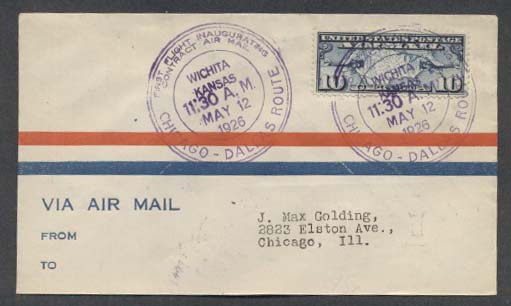 FIRST FLIGHT INAUGURATING
CONTRACT AIR MAIL
WICHITA
KANSAS
11:30 A.M.
MAY 12
1926
CHICAGO - DALLAS ROUTE
UNITED STATES POSTAGE
AIR MAIL
10 10
WICHITA
KANSAS
11:30 A.M.
MAY 12
1926
CHICAGO - DALLAS ROUTE
VIA AIR MAIL
FROM
TO
J. Max Golding,
2823 Elston Ave.,
Chicago, Ill.